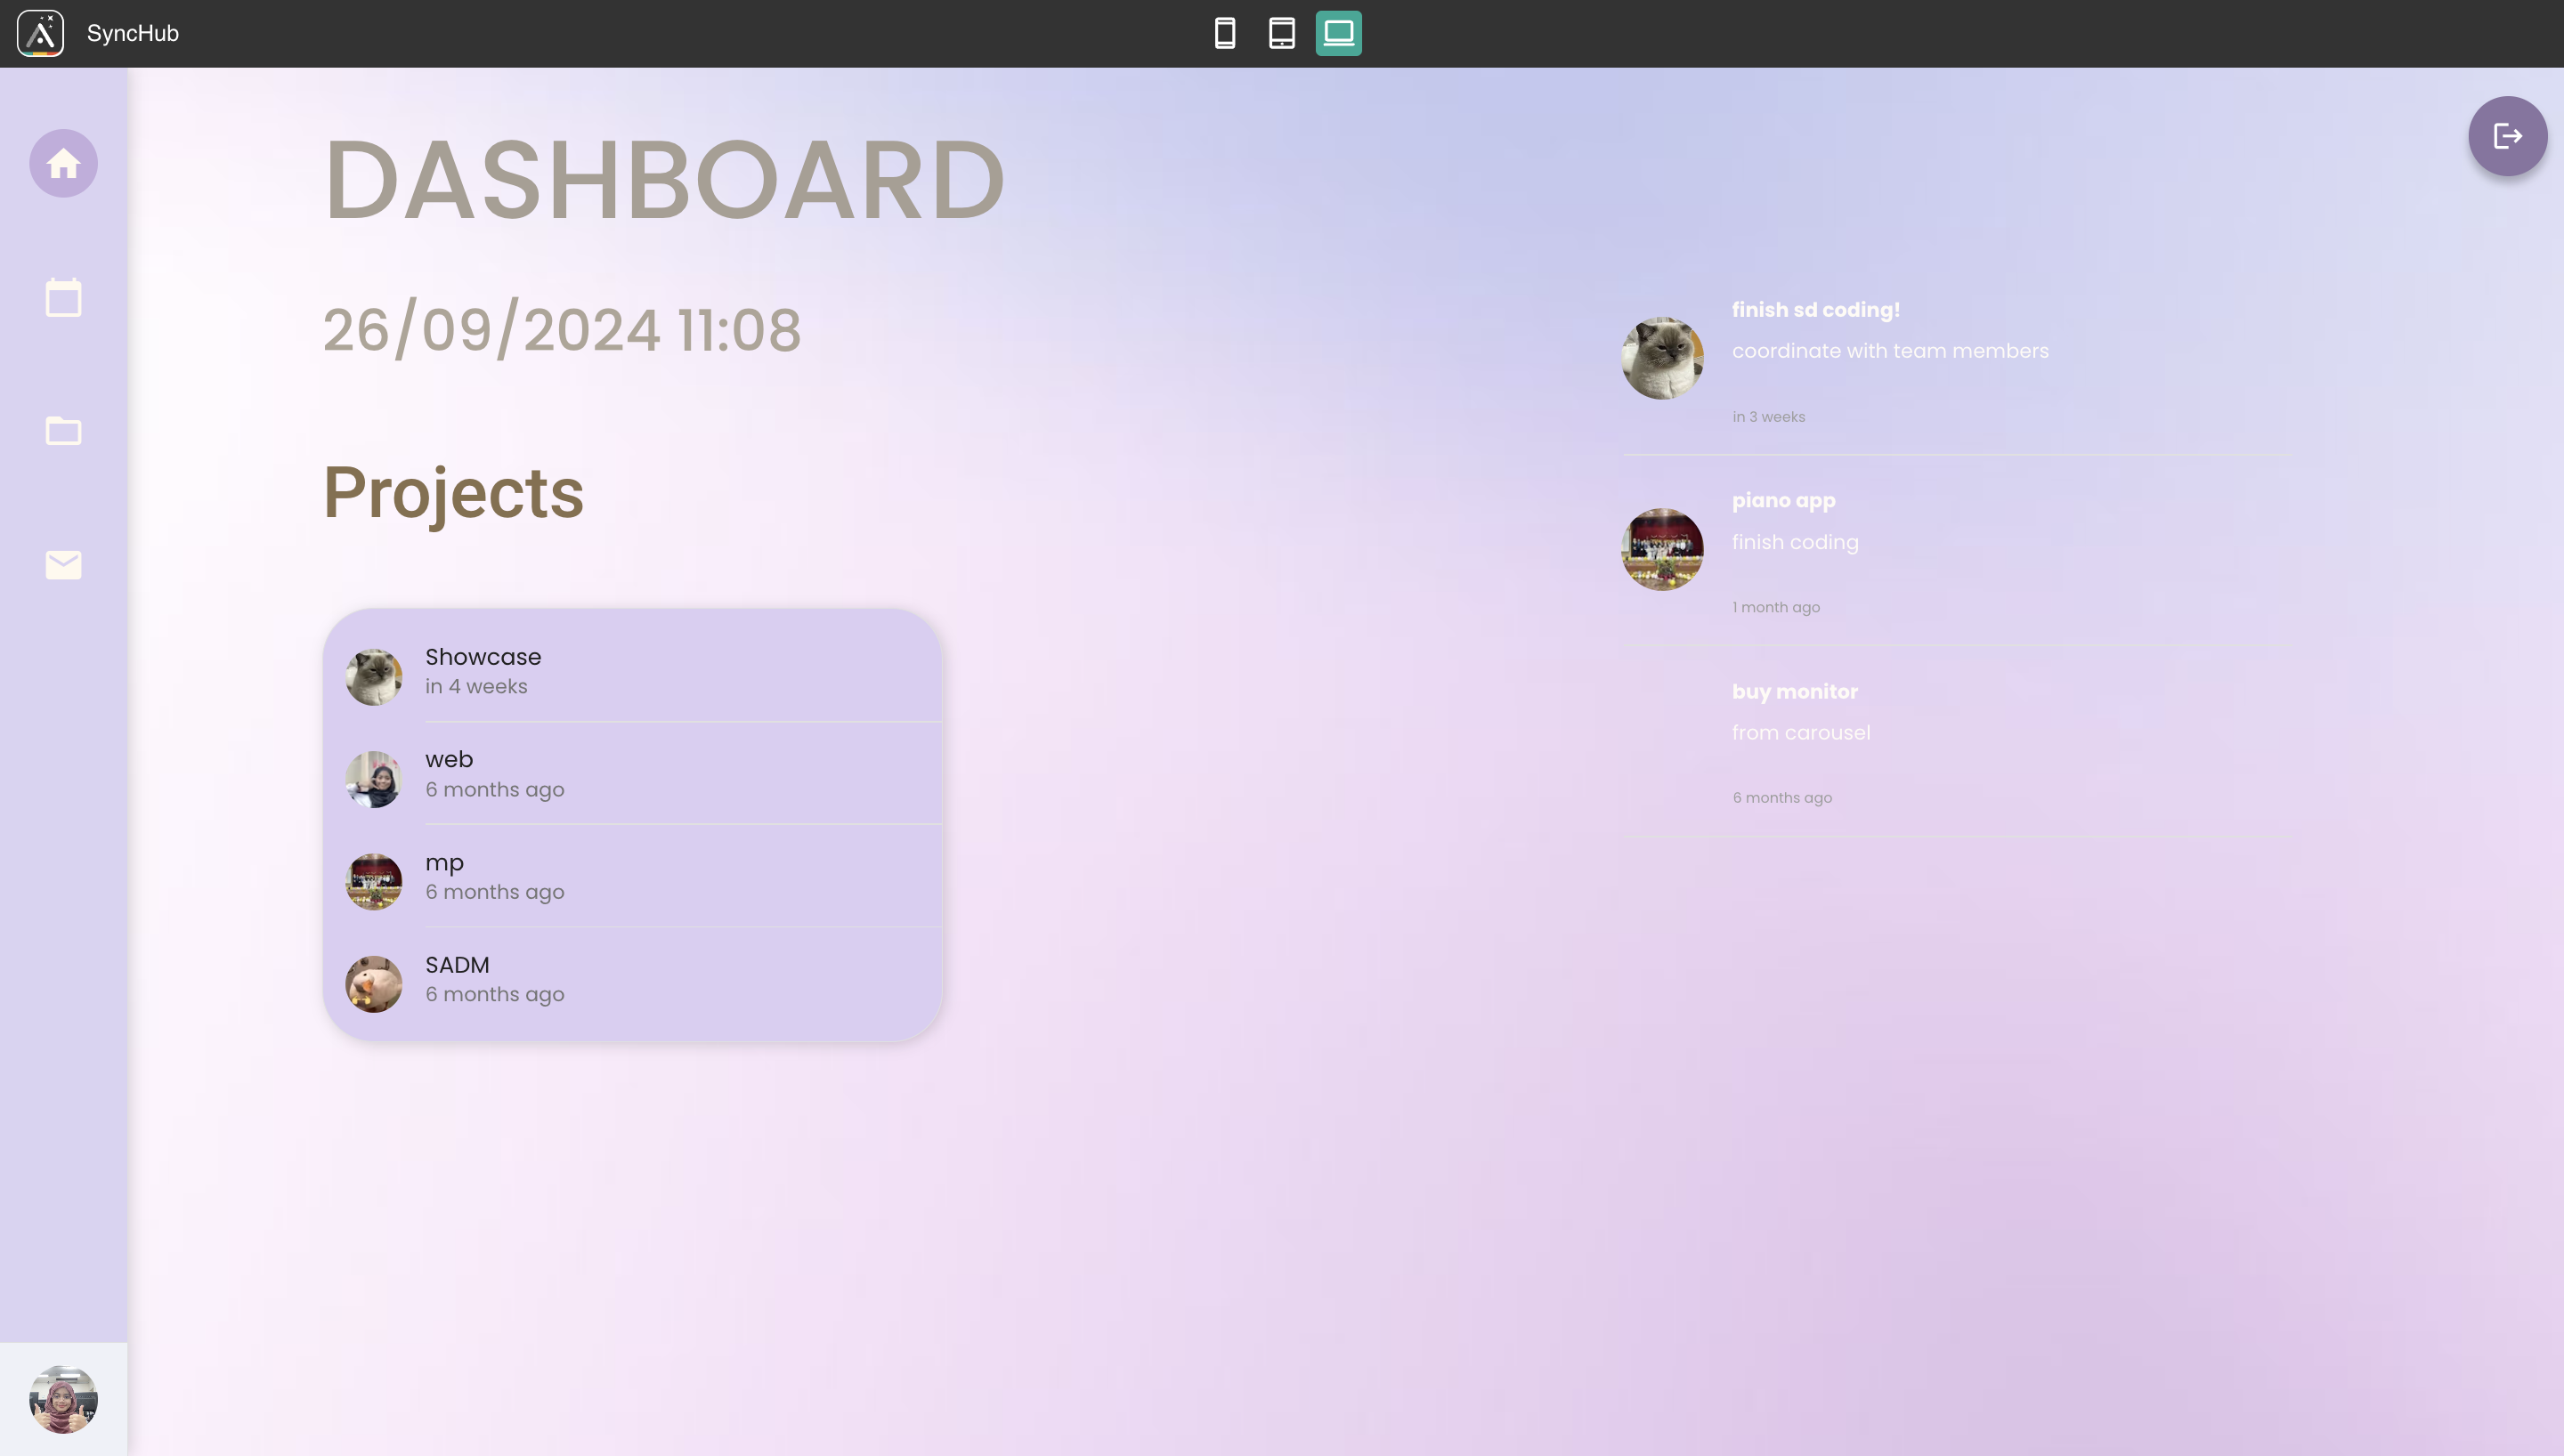 SyncHub
DASHBOARD
26/09/2024 11:08
Projects
Showcase
in 4 weeks
web
6 months ago
mp
6 months ago
SADM
6 months ago
finish sd coding!
coordinate with team members
in 3 weeks
piano app
finish coding
1 month ago
buy monitor
from carousel
6 months ago